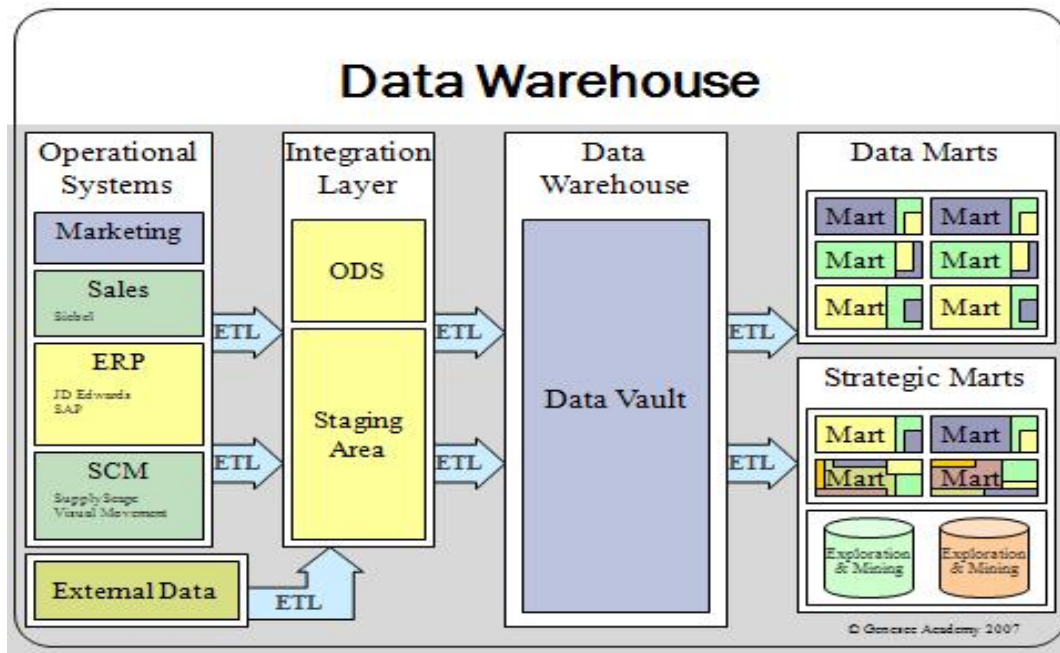 Data Warehouse
Operational
Systems
Marketing
Sales
Siebel
ERP
JD Edwards
SAP
SCM
SupplyScape
Visual Movement
External Data
ETL
ETL
ETL
Integration
Layer
ODS
Staging
Area
ETL
ETL
Data
Warehouse
Data Vault
ETL
ETL
Data Marts
Mart
Mart
Mart
Mart
Mart
Mart
Strategic Marts
Mart
Mart
Mart
Mart
Exploration
& Mining
Exploration
& Mining
© Genesee Academy 2007